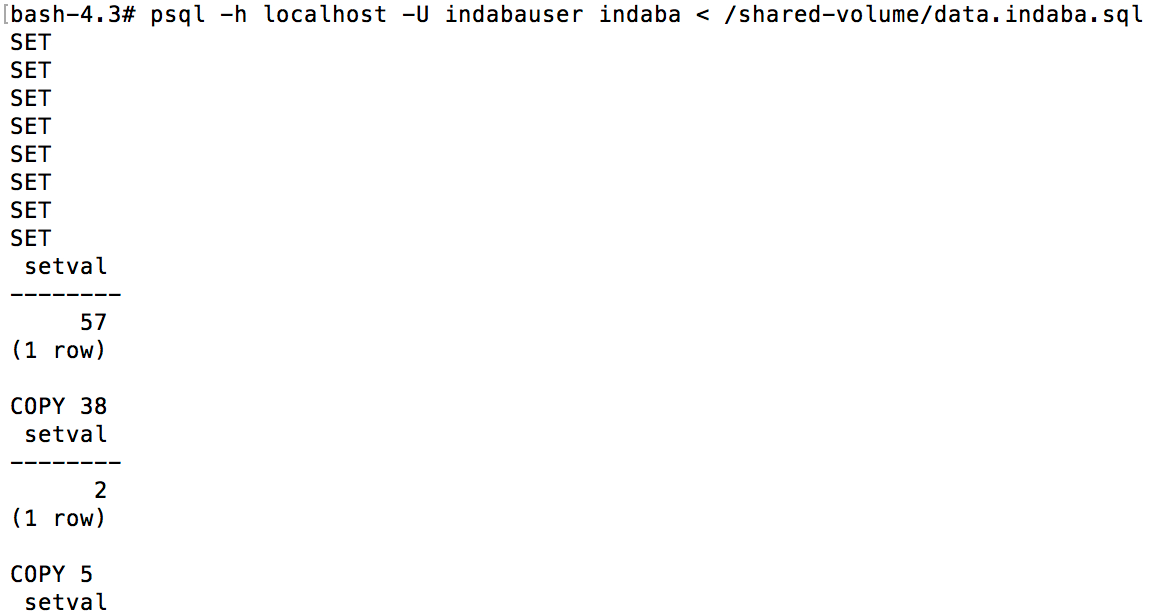 [bash-4.3# psql -h localhost -U indabauser indaba < /shared-volume/data.indaba.sql
SET
SET
SET
SET
SET
SET
SET
SET
 setval
--------
     57
(1 row)

COPY 38
 setval
--------
      2
(1 row)

COPY 5
 setval